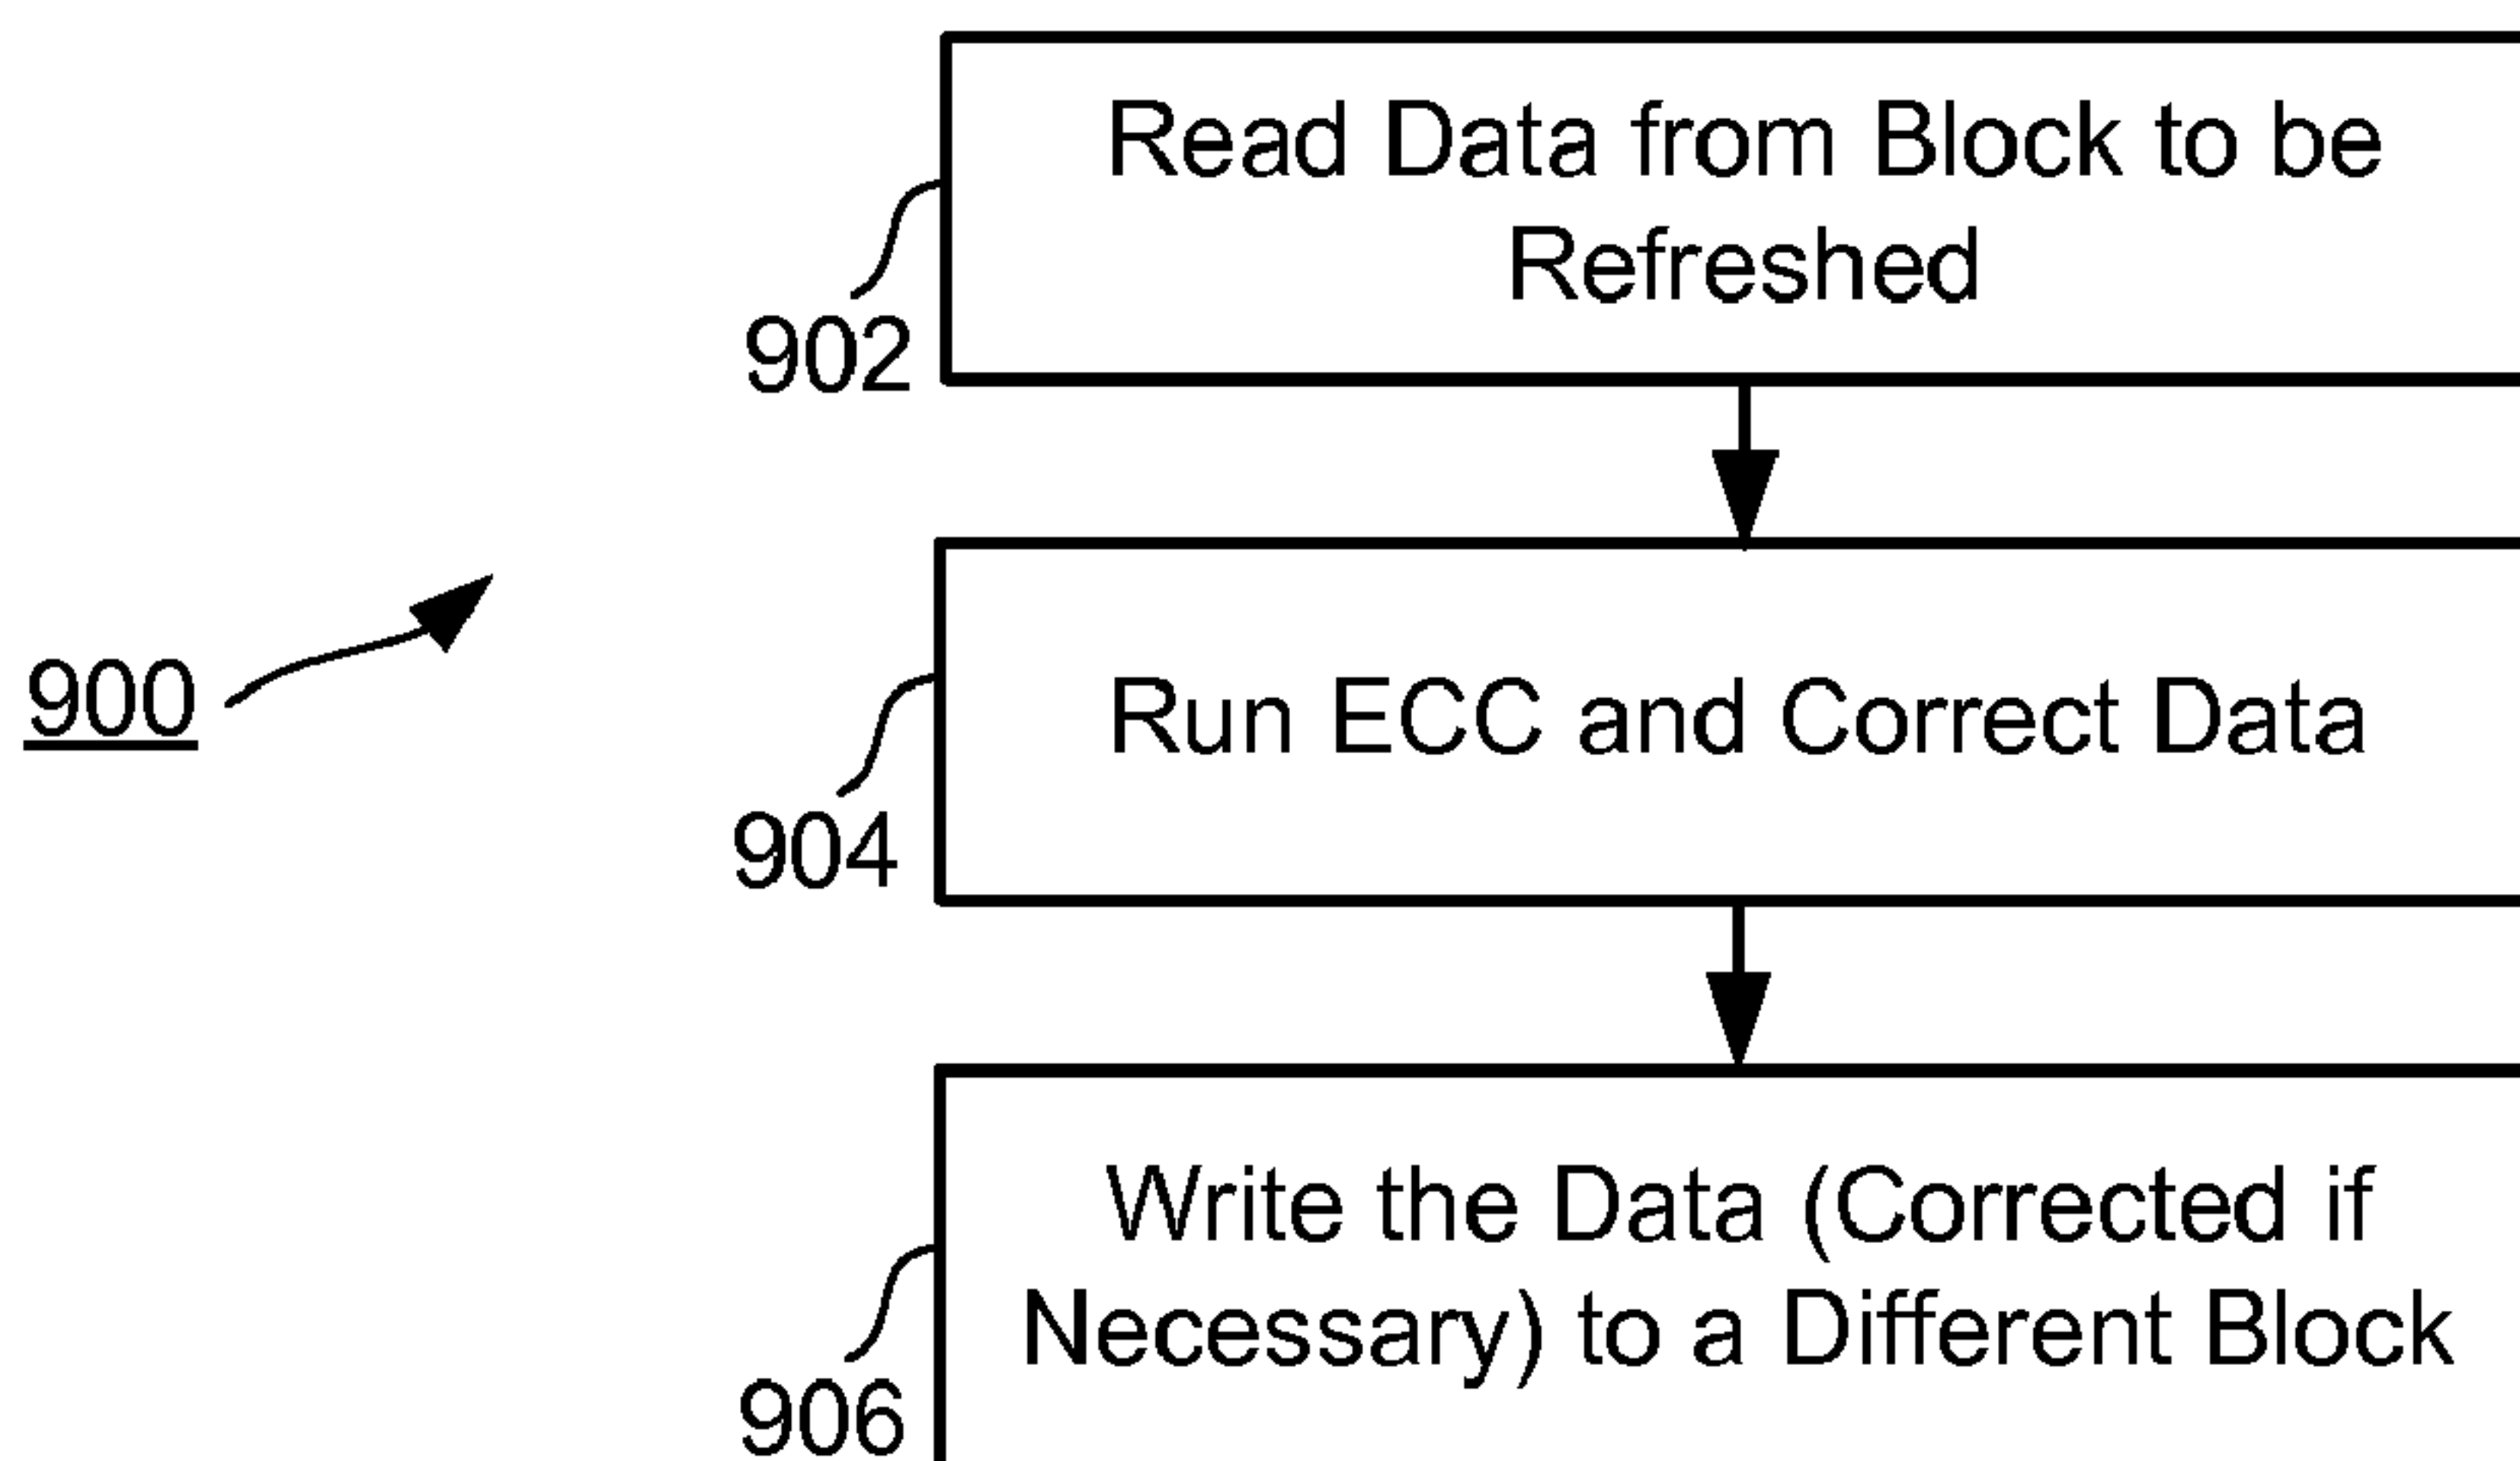 Read Data from Block to be
Refreshed
902
900
Run ECC and Correct Data
904
Write the Data (Corrected if
Necessary) to a Different Block
906